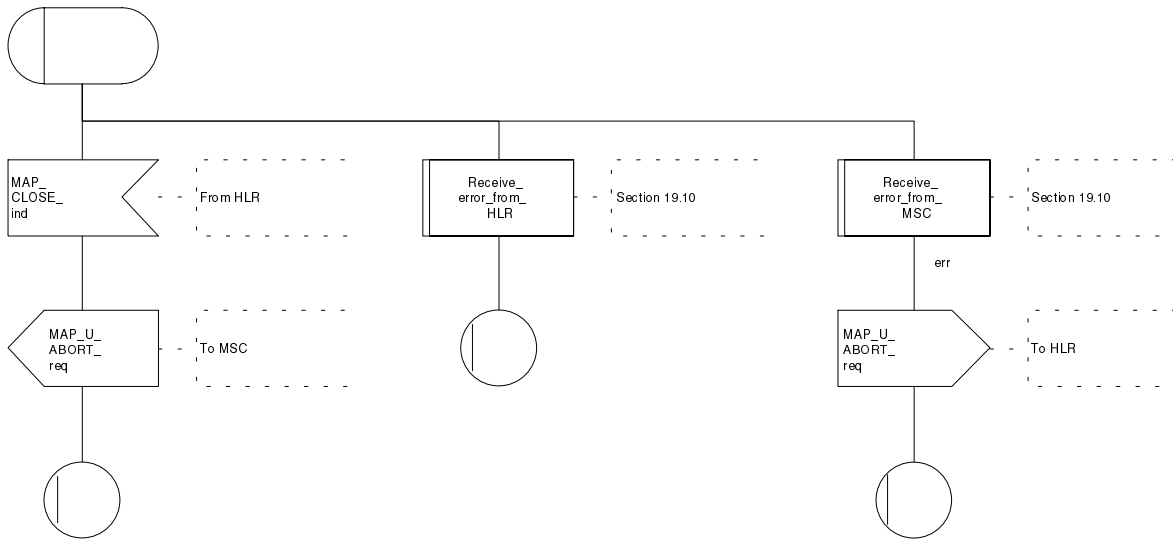 MAP_
CLOSE_
ind
From HLR
Receive_
error_from_
HLR
Section 19.10
Receive_
error_from_
MSC
Section 19.10
err
MAP_U_
ABORT_
req
To MSC
MAP_U_
ABORT_
req
To HLR